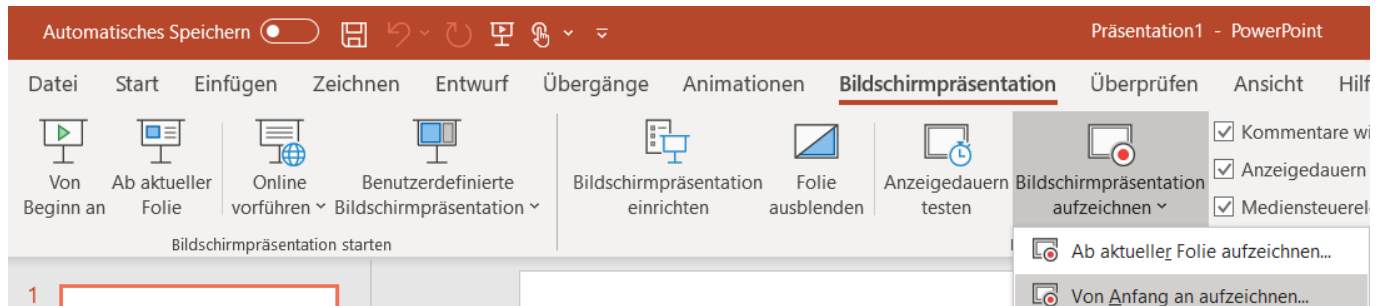 Automatisches Speichern
Präsentation1 - PowerPoint
Datei Start Einfügen Zeichnen Entwurf Übergänge Animationen Bildschirmpräsentation Überprüfen Ansicht
Von Beginn an
Ab aktueller Folie
Online vorführen
Benutzerdefinierte Bildschirmpräsentation
Bildschirmpräsentation einrichten
Folie ausblenden
Anzeigedauern testen
Bildschirmpräsentation aufzeichnen
Kommentare
Anzeigedauern
Bildschirmpräsentation starten
Ab aktueller Folie aufzeichnen...
Von Anfang an aufzeichnen...
1